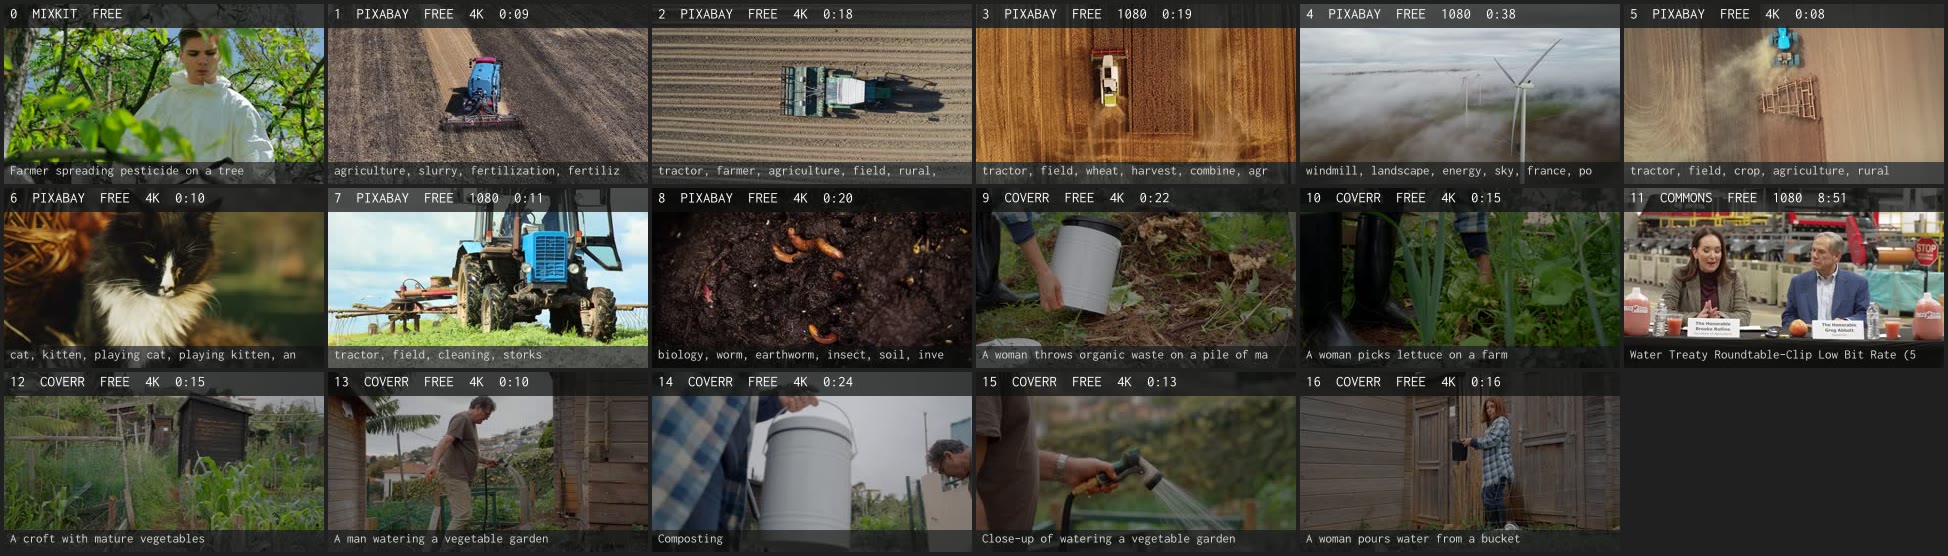 0 MIXKIT FREE
Farmer spreading pesticide on a tree
1 PIXABAY FREE 4K 0:09
agriculture, slurry, fertilization, fertiliz
2 PIXABAY FREE 4K 0:18
tractor, farmer, agriculture, field, rural,
3 PIXABAY FREE 1080 0:19
tractor, field, wheat, harvest, combine, agr
4 PIXABAY FREE 1080 0:38
windmill, landscape, energy, sky, france, po
5 PIXABAY FREE 4K 0:08
tractor, field, crop, agriculture, rural
6 PIXABAY FREE 4K 0:10
cat, kitten, playing cat, playing kitten, an
7 PIXABAY FREE 1080 0:11
tractor, field, cleaning, storks
8 PIXABAY FREE 4K 0:20
biology, worm, earthworm, insect, soil, inve
9 COVERR FREE 4K 0:22
A woman throws organic waste on a pile of ma
10 COVERR FREE 4K 0:15
A woman picks lettuce on a farm
11 COMMONS FREE 1080 8:51
STOP
The Honorable
Brooke Rollins
The Honorable
Greg Abbott
Water Treaty Roundtable-Clip Low Bit Rate (5
12 COVERR FREE 4K 0:15
A croft with mature vegetables
13 COVERR FREE 4K 0:10
A man watering a vegetable garden
14 COVERR FREE 4K 0:24
Composting
15 COVERR FREE 4K 0:13
Close-up of watering a vegetable garden
16 COVERR FREE 4K 0:16
A woman pours water from a bucket